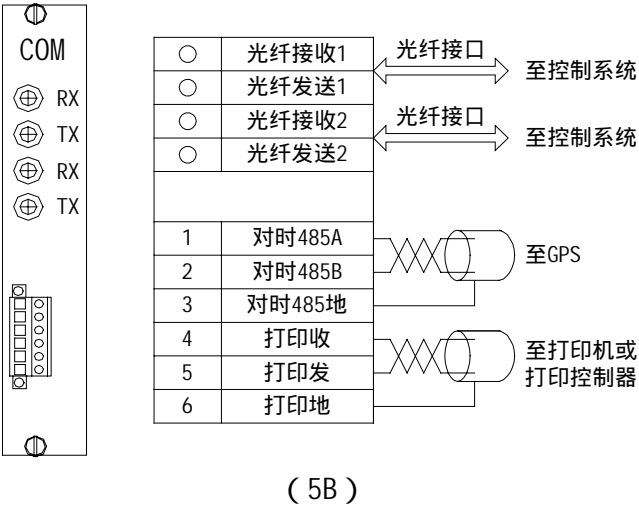 COM
RX
TX
RX
TX
光纤接收1
光纤发送1
光纤接收2
光纤发送2
光纤接口
至控制系统
光纤接口
至控制系统
1 对时485A
2 对时485B
3 对时485地
至GPS
4 打印收
5 打印发
6 打印地
至打印机或
打印控制器
(5B)